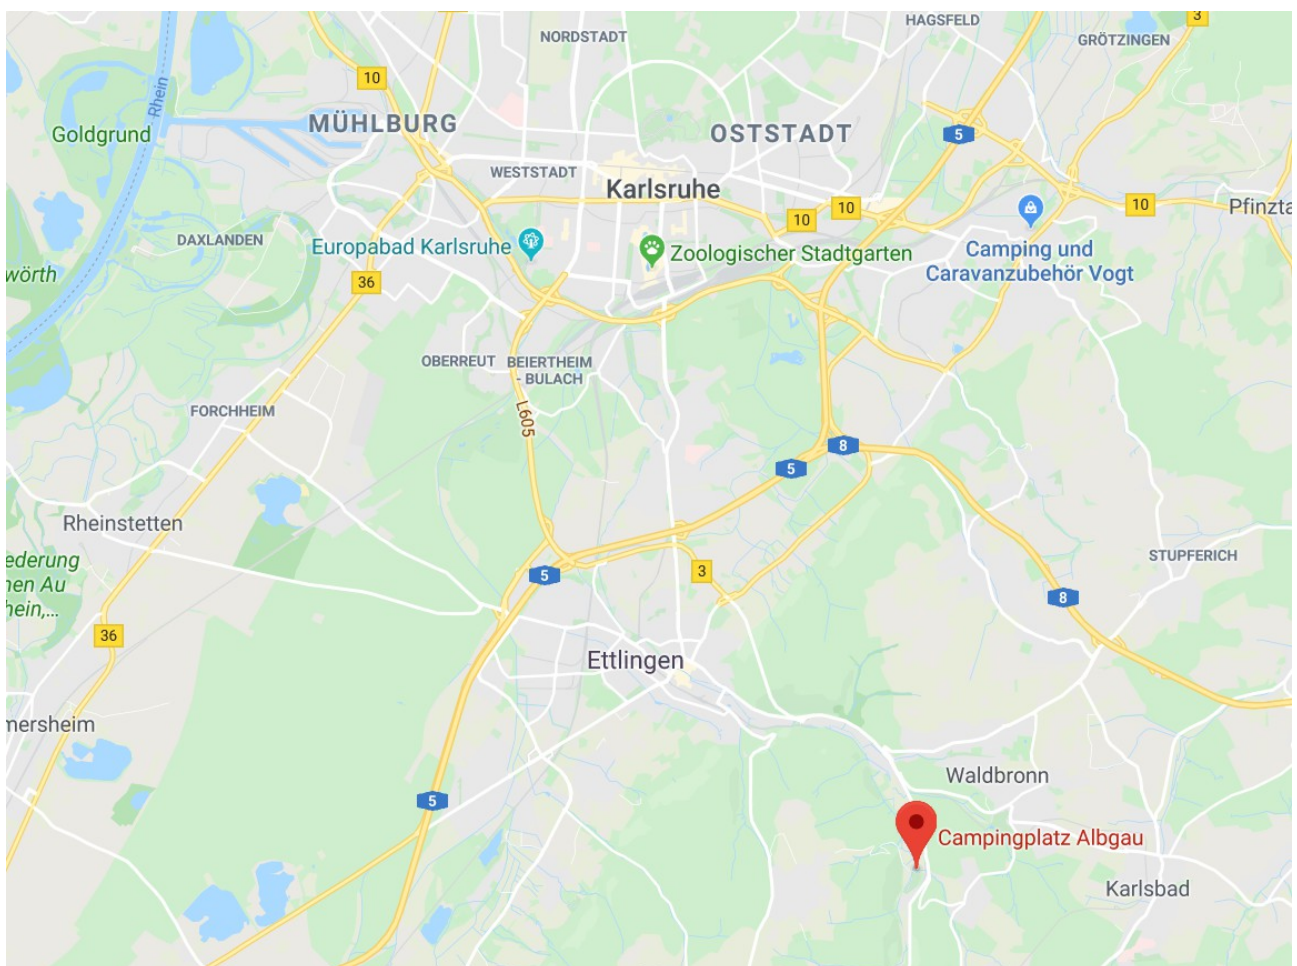 HAGSFELD
3
NORDSTADT
GRÖTZINGEN
10
Rhein
Goldgrund
MÜHLBURG
OSTSTADT
5
WESTSTADT
Karlsruhe
10
10
10
Pfinzta
DAXLANDEN
Europabad Karlsruhe
Zoologischer Stadtgarten
Camping und
Caravanzubehör Vogt
wörth
36
OBERREUT
BEIERTHEIM
- BULACH
FORCHHEIM
L605
8
5
Rheinstetten
STUPFERICH
ederung
nen Au
hein,...
5
3
8
36
Ettlingen
mersheim
Waldbronn
5
Campingplatz Albgau
Karlsbad